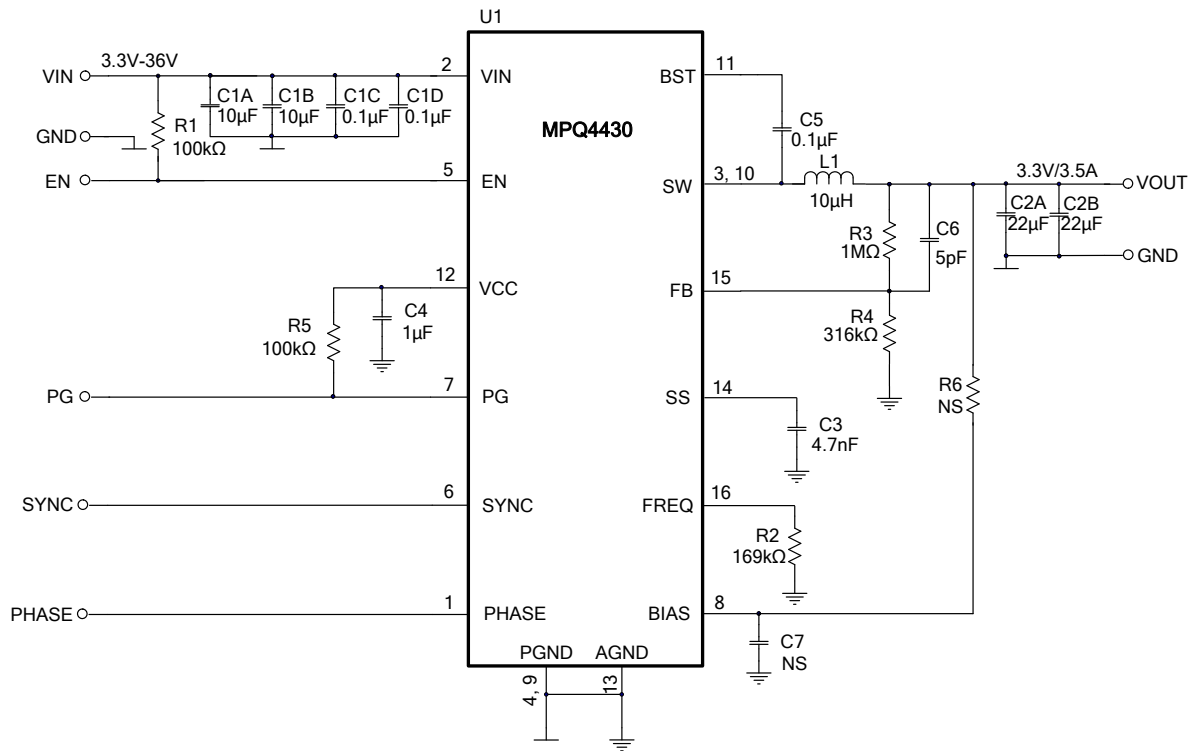 U1
MPQ4430
VIN
3.3V-36V
2
VIN
C1A
10µF
C1B
10µF
C1C
0.1µF
C1D
0.1µF
GND
R1
100kΩ
EN
5
EN
12
VCC
C4
1µF
R5
100kΩ
PG
7
PG
SYNC
6
SYNC
PHASE
1
PHASE
PGND
4, 9
AGND
13
BST
11
C5
0.1µF
SW
3, 10
L1
10µH
3.3V/3.5A
VOUT
C2A
22µF
C2B
22µF
GND
R3
1MΩ
C6
5pF
FB
15
R4
316kΩ
R6
NS
SS
14
C3
4.7nF
FREQ
16
R2
169kΩ
BIAS
8
C7
NS